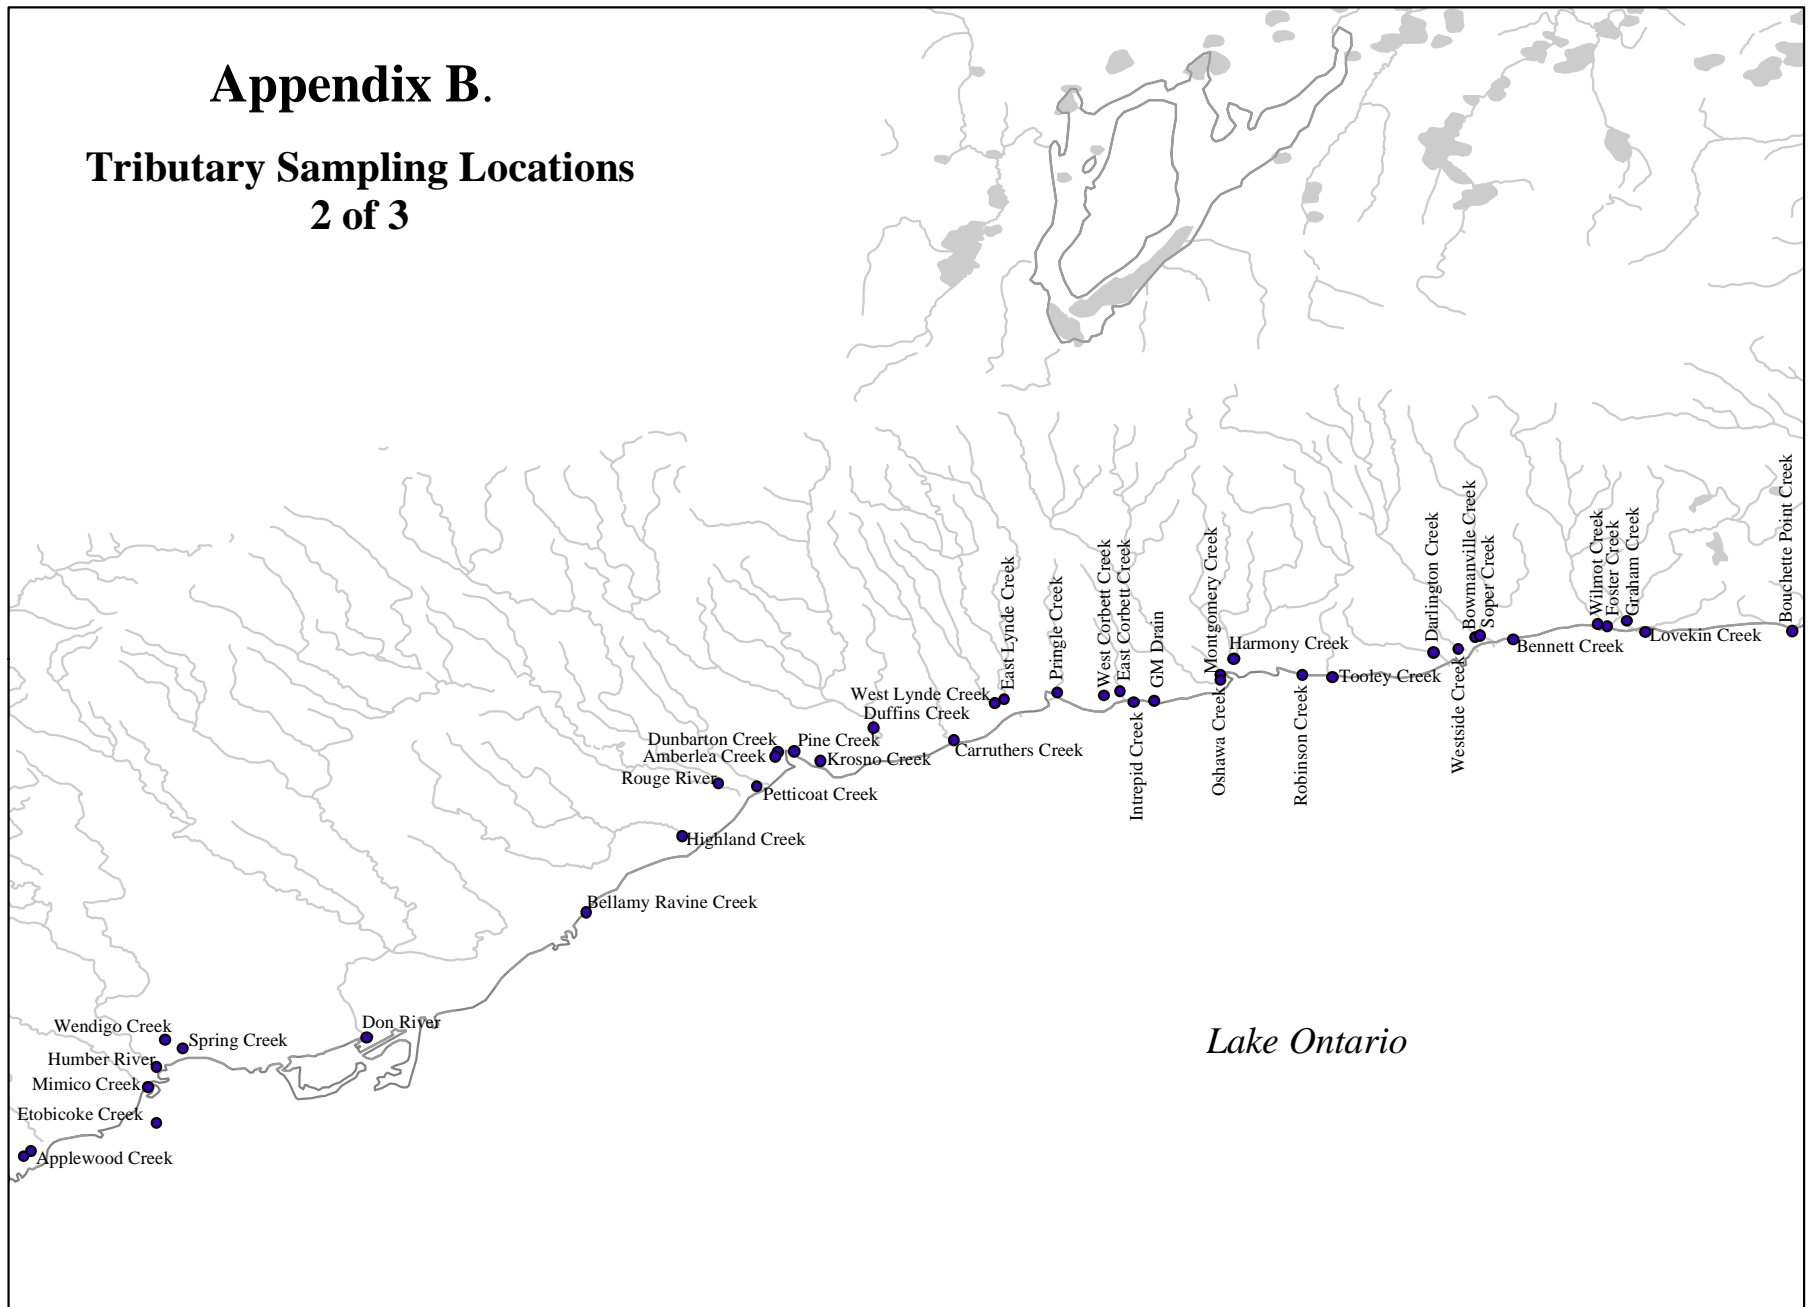 Appendix B.
Tributary Sampling Locations
2 of 3
Bouchette Point Creek
Bowmanville Creek
Soper Creek
Wilmot Creek
Foster Creek
Graham Creek
Darlington Creek
Montgomery Creek
West Corbett Creek
East Corbett Creek
East Lynde Creek
Pringle Creek
GM Drain
Harmony Creek
Lovekin Creek
Bennett Creek
Tooley Creek
Westside Creek
Robinson Creek
Oshawa Creek
Intrepid Creek
West Lynde Creek
Duffins Creek
Dunbarton Creek
Pine Creek
Carruthers Creek
Amberlea Creek
Krosno Creek
Rouge River
Petticoat Creek
Highland Creek
Bellamy Ravine Creek
Don River
Wendigo Creek
Spring Creek
Lake Ontario
Humber River
Mimico Creek
Etobicoke Creek
Applewood Creek